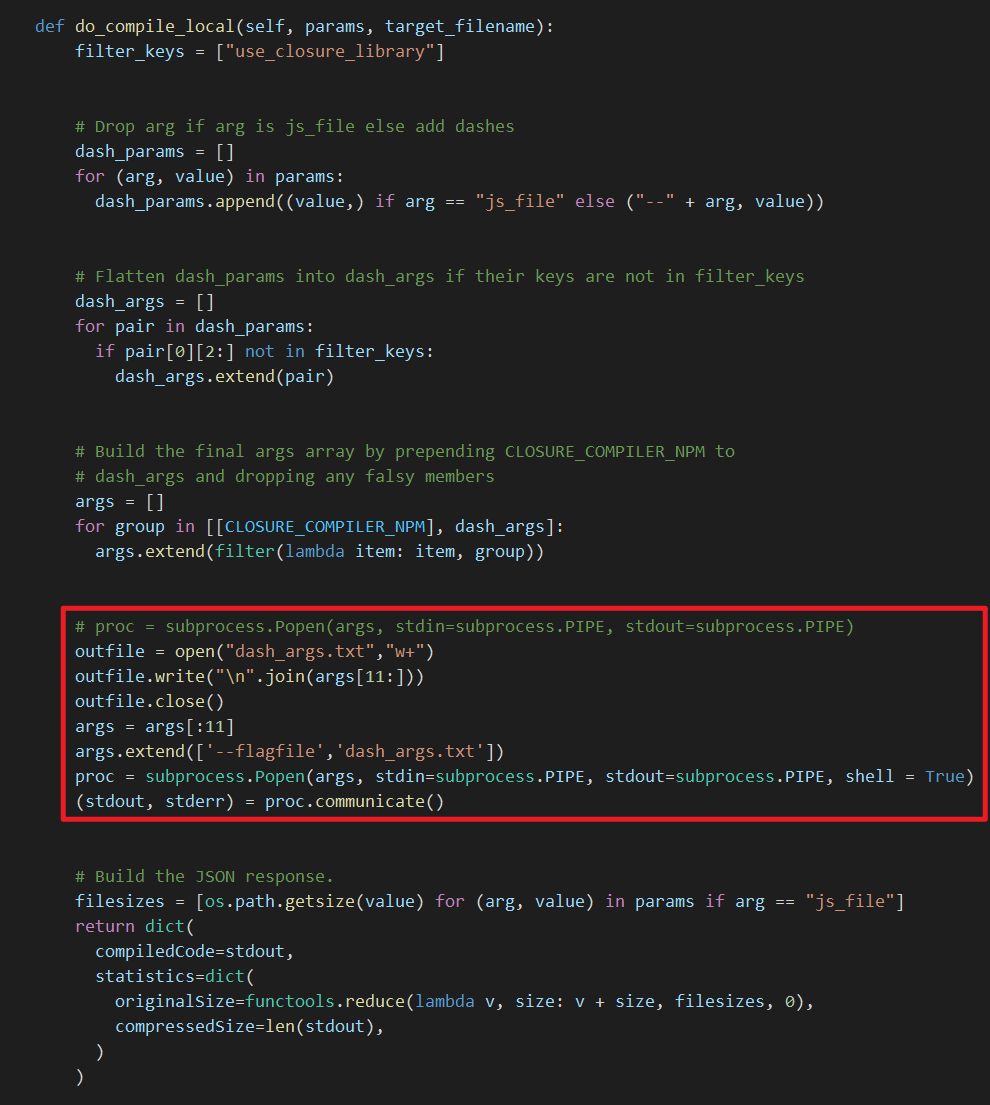 def do_compile_local(self, params, target_filename):
filter_keys = ["use_closure_library"]
# Drop arg if arg is js_file else add dashes
dash_params = []
for (arg, value) in params:
dash_params.append((value,) if arg == "js_file" else ("--" + arg, value))
# Flatten dash_params into dash_args if their keys are not in filter_keys
dash_args = []
for pair in dash_params:
if pair[0][2:] not in filter_keys:
dash_args.extend(pair)
# Build the final args array by prepending CLOSURE_COMPILER_NPM to
# dash_args and dropping any falsy members
args = []
for group in [[CLOSURE_COMPILER_NPM], dash_args]:
args.extend(filter(lambda item: item, group))
# proc = subprocess.Popen(args, stdin=subprocess.PIPE, stdout=subprocess.PIPE)
outfile = open("dash_args.txt","w+")
outfile.write("\n".join(args[11:]))
outfile.close()
args = args[:11]
args.extend(['--flagfile','dash_args.txt'])
proc = subprocess.Popen(args, stdin=subprocess.PIPE, stdout=subprocess.PIPE, shell = True)
(stdout, stderr) = proc.communicate()
# Build the JSON response.
filesizes = [os.path.getsize(value) for (arg, value) in params if arg == "js_file"]
return dict(
compiledCode=stdout,
statistics=dict(
originalSize=functools.reduce(lambda v, size: v + size, filesizes, 0),
compressedSize=len(stdout),
)
)